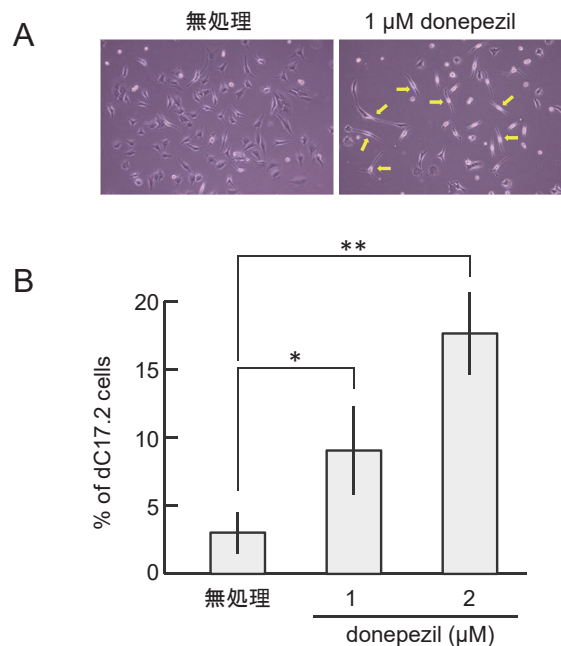 A
無処理
1 µM donepezil
B
**
*
% of dC17.2 cells
20
15
10
5
0
無処理
1
2
donepezil (µM)